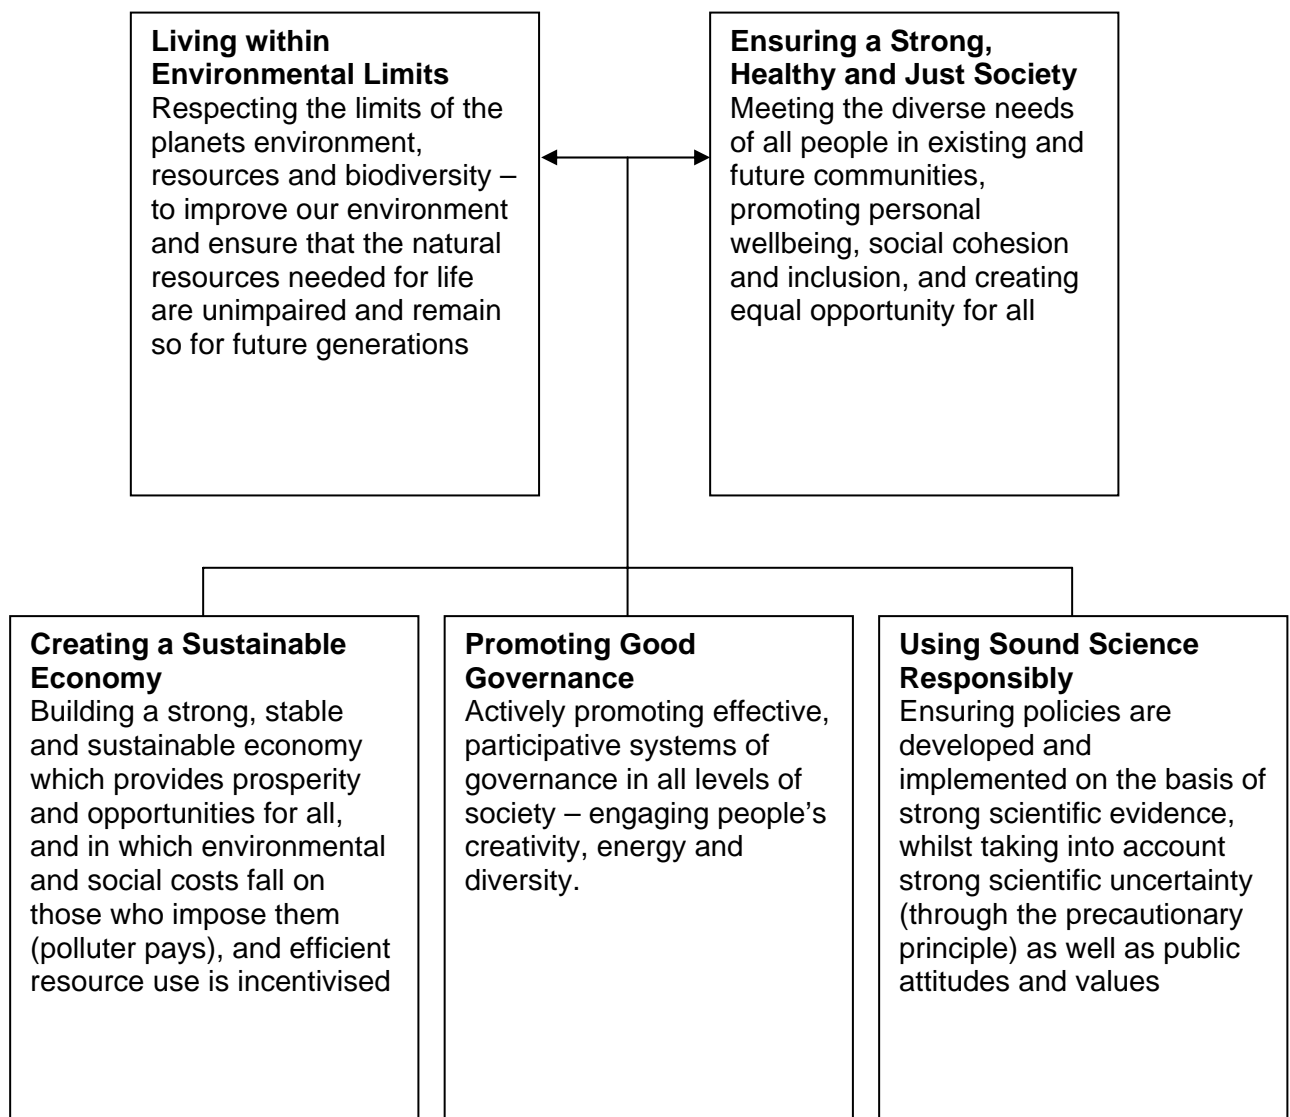 Living within
Environmental Limits
Respecting the limits of the
planets environment,
resources and biodiversity –
to improve our environment
and ensure that the natural
resources needed for life
are unimpaired and remain
so for future generations
Ensuring a Strong,
Healthy and Just Society
Meeting the diverse needs
of all people in existing and
future communities,
promoting personal
wellbeing, social cohesion
and inclusion, and creating
equal opportunity for all
Creating a Sustainable
Economy
Building a strong, stable
and sustainable economy
which provides prosperity
and opportunities for all,
and in which environmental
and social costs fall on
those who impose them
(polluter pays), and efficient
resource use is incentivised
Promoting Good
Governance
Actively promoting effective,
participative systems of
governance in all levels of
society – engaging people’s
creativity, energy and
diversity.
Using Sound Science
Responsibly
Ensuring policies are
developed and
implemented on the basis of
strong scientific evidence,
whilst taking into account
strong scientific uncertainty
(through the precautionary
principle) as well as public
attitudes and values